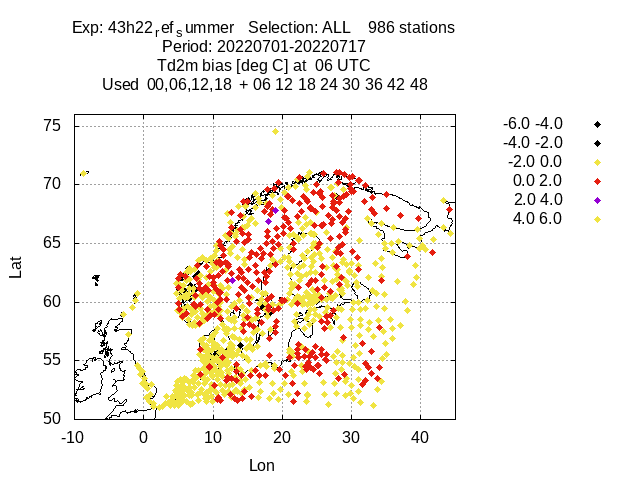 Exp: 43h22refsummer Selection: ALL 986 stations
Period: 20220701-20220717
Td2m bias [deg C] at 06 UTC
Used 00,06,12,18 + 06 12 18 24 30 36 42 48
-6.0 -4.0
-4.0 -2.0
-2.0 0.0
0.0 2.0
2.0 4.0
4.0 6.0
75
70
65
60
55
50
Lat
-10 0 10 20 30 40
Lon